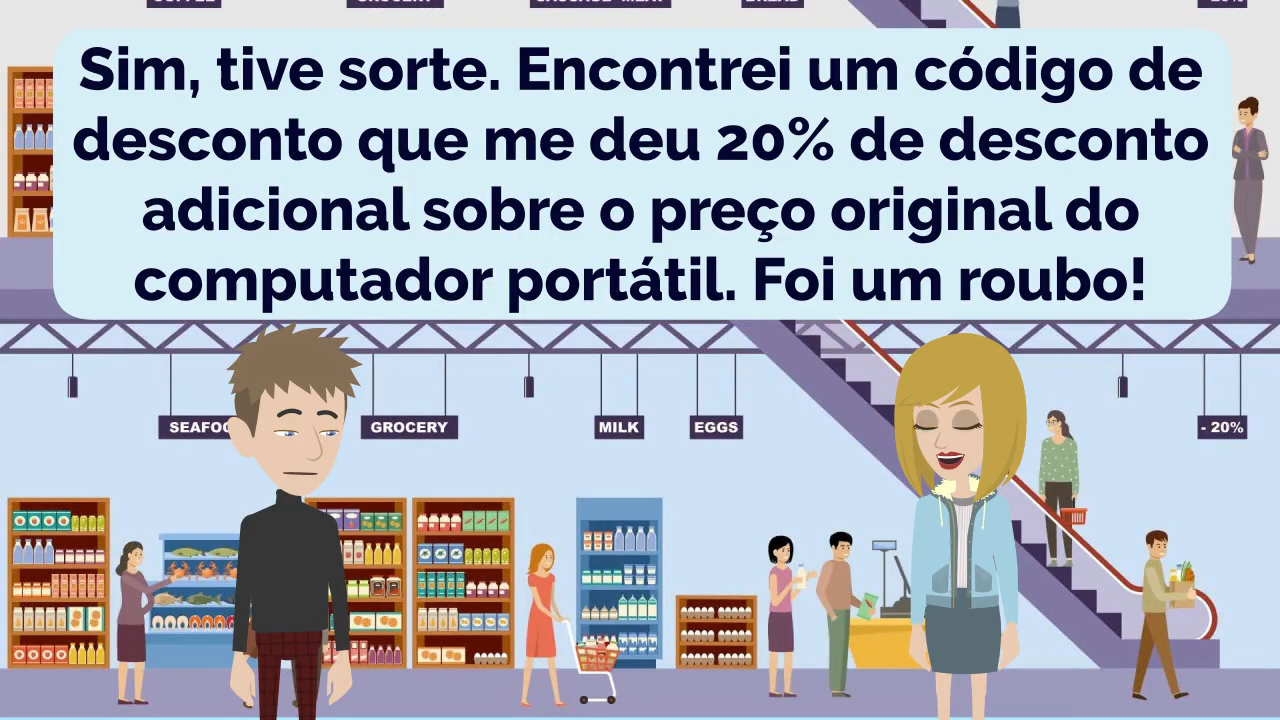 Sim, tive sorte. Encontrei um código de
desconto que me deu 20% de desconto
adicional sobre o preço original do
computador portátil. Foi um roubo!
GROCERY
MILK
EGGS
- 20%